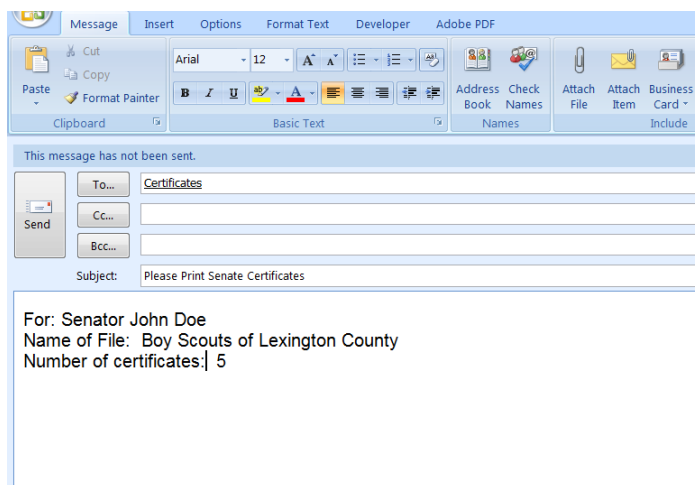 Message Insert Options Format Text Developer Adobe PDF
Cut
Copy
Format Painter
Paste
Clipboard
Arial 12
B I U
Basic Text
Address Book
Check Names
Names
Attach File
Attach Item
Business Card
Include
This message has not been sent.
Send
To... Certificates
Cc...
Bcc...
Subject: Please Print Senate Certificates
For: Senator John Doe
Name of File: Boy Scouts of Lexington County
Number of certificates: 5